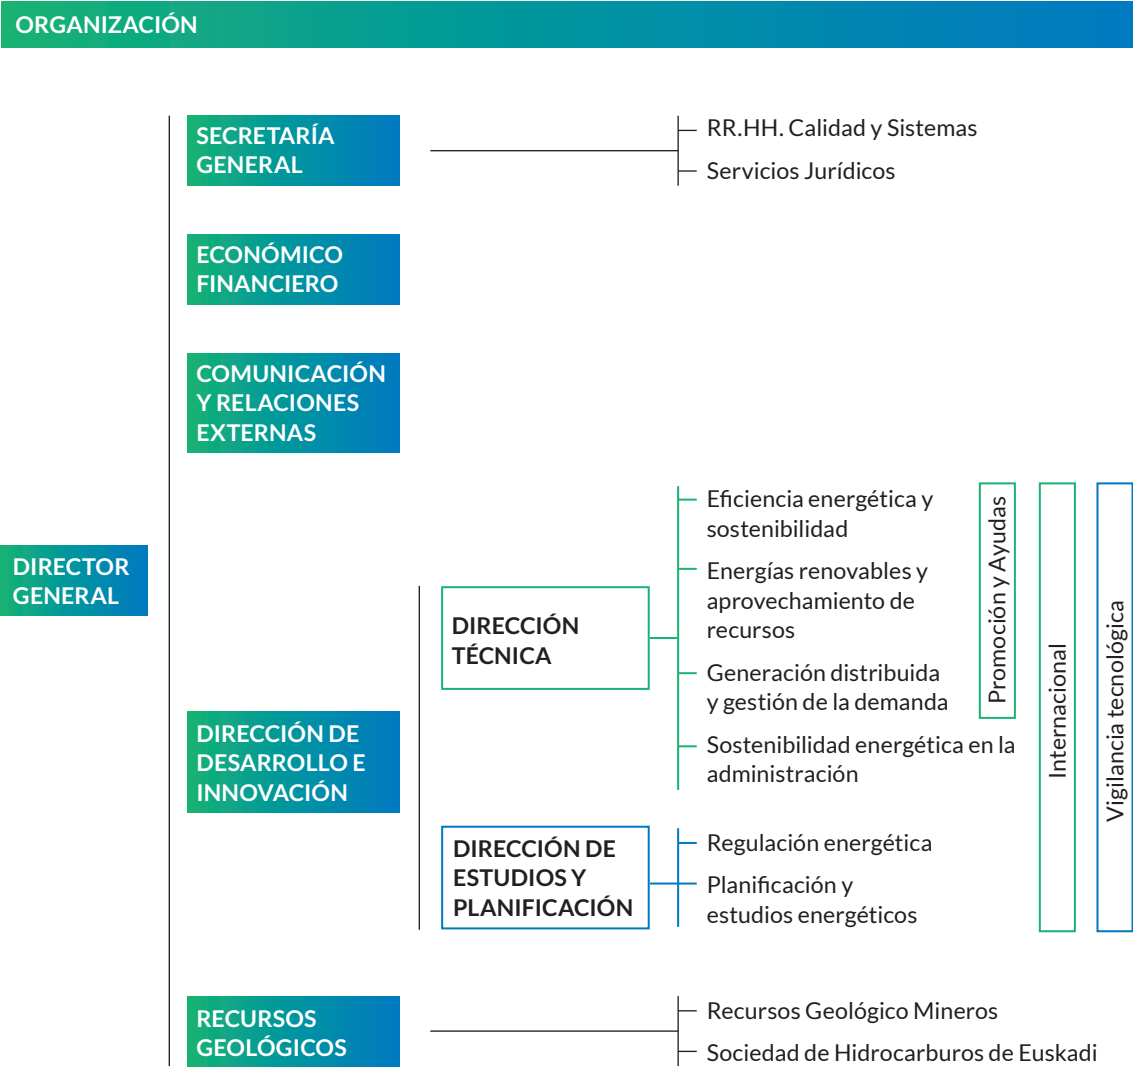 ORGANIZACIÓN
SECRETARÍA
GENERAL
RR.HH. Calidad y Sistemas
Servicios Jurídicos
ECONÓMICO
FINANCIERO
COMUNICACIÓN
Y RELACIONES
EXTERNAS
DIRECTOR
GENERAL
DIRECCIÓN DE
DESARROLLO E
INNOVACIÓN
DIRECCIÓN
TÉCNICA
Eficiencia energética y
sostenibilidad
Energías renovables y
aprovechamiento de
recursos
Generación distribuida
y gestión de la demanda
Sostenibilidad energética en la
administración
DIRECCIÓN DE
ESTUDIOS Y
PLANIFICACIÓN
Regulación energética
Planificación y
estudios energéticos
Promoción y Ayudas
Internacional
Vigilancia tecnológica
RECURSOS
GEOLÓGICOS
Recursos Geológico Mineros
Sociedad de Hidrocarburos de Euskadi